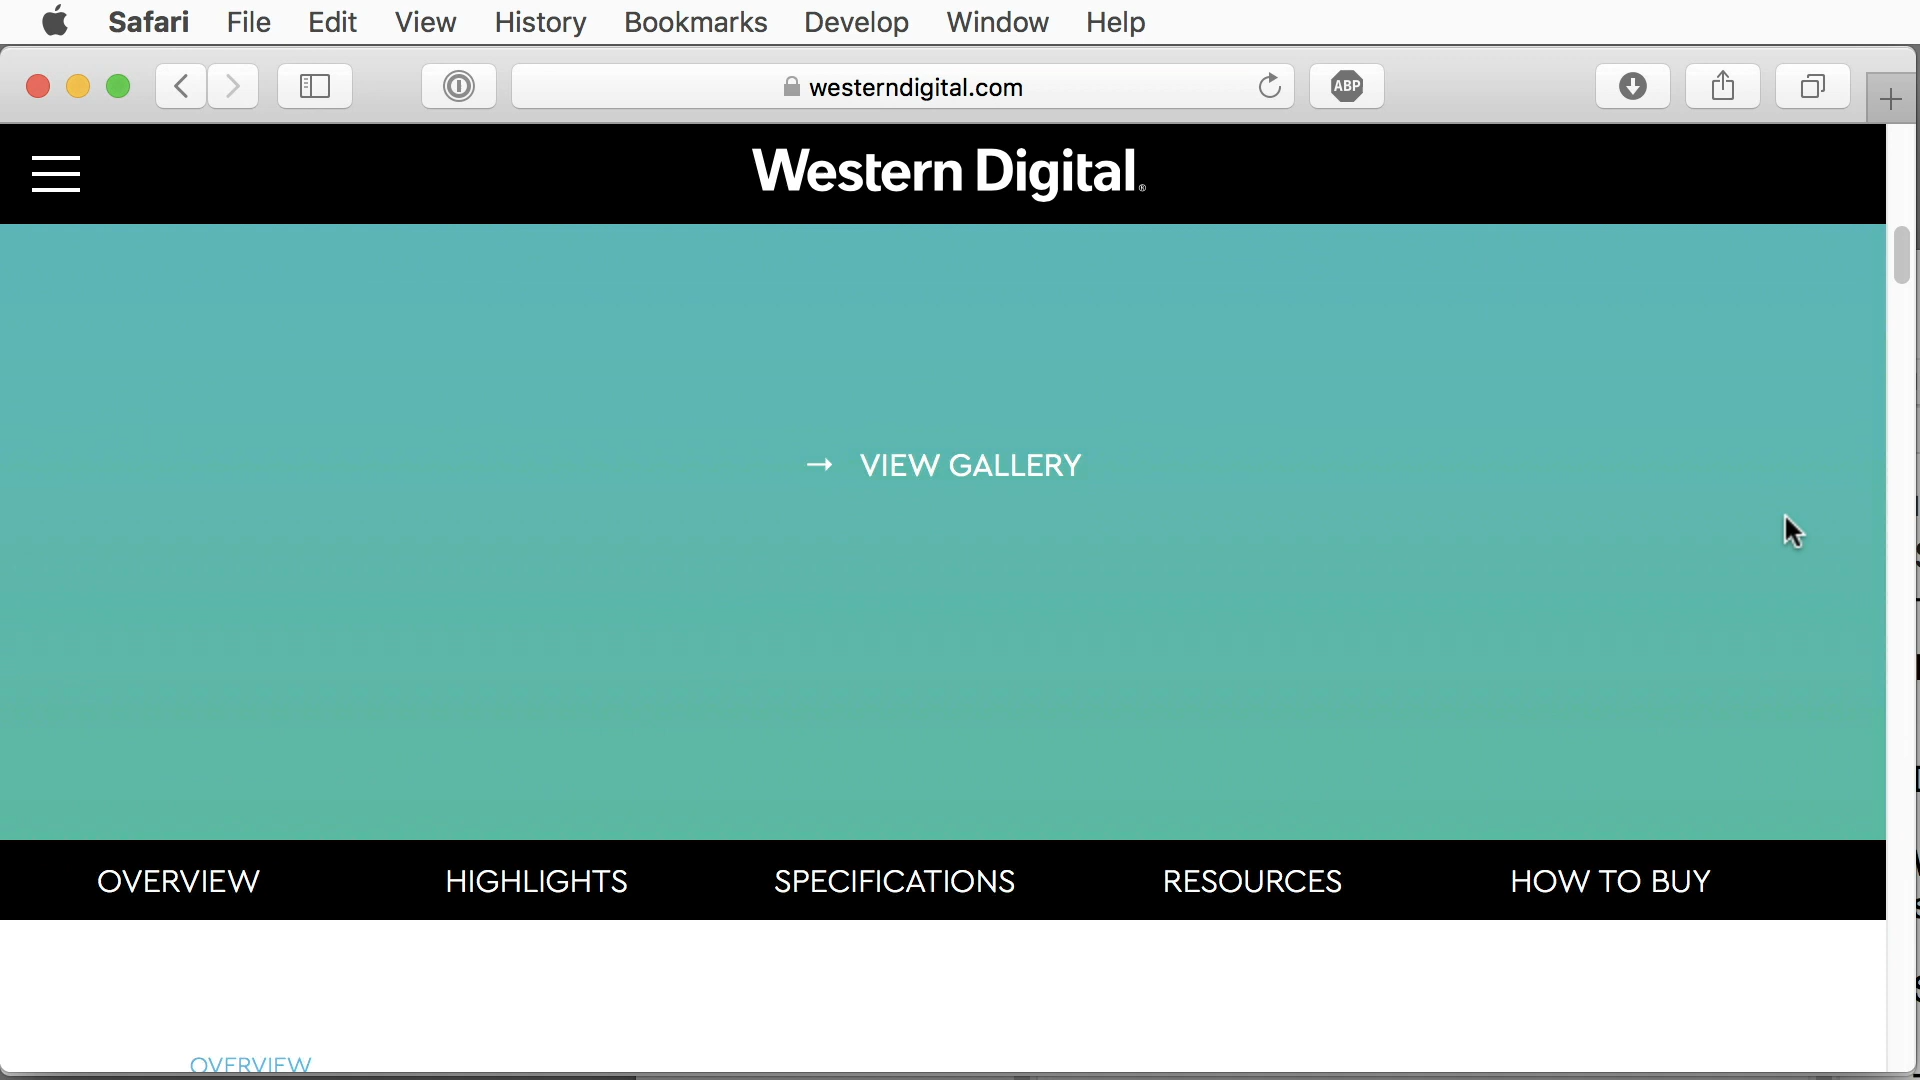 Safari File Edit View History Bookmarks Develop Window Help
westerndigital.com
ABP
Western Digital®
→ VIEW GALLERY
OVERVIEW HIGHLIGHTS SPECIFICATIONS RESOURCES HOW TO BUY
OVERVIEW